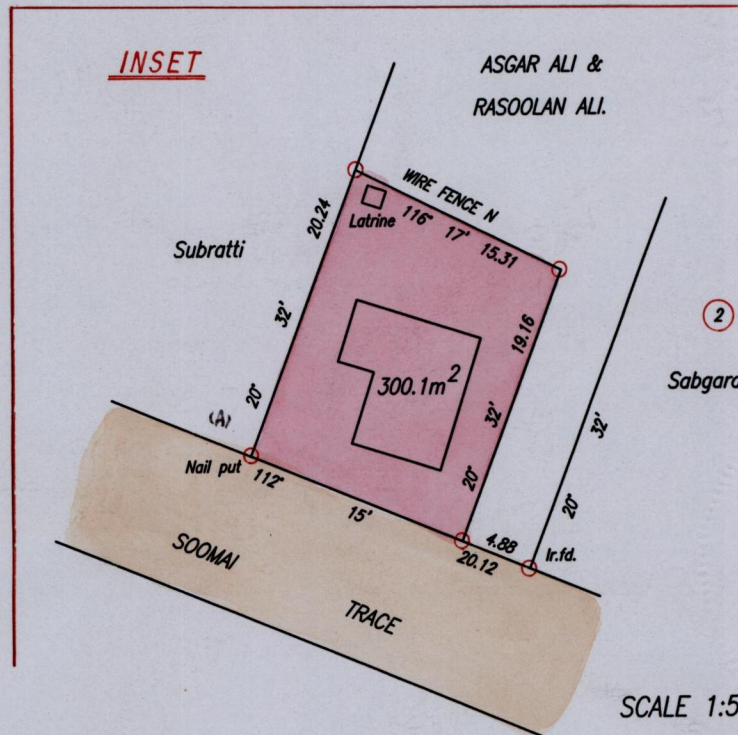 INSET
ASGAR ALI &
RASOOLAN ALI.
WIRE FENCE N
116° 17' 15.31
Latrine
20.24
32'
20°
Subratti
19.16
32'
20°
300.1m²
2
Sabgara
32'
20°
(A)
Nail put
112° 15' 20.12
4.88
Ir.fd.
SOOMAI TRACE
SCALE 1:5